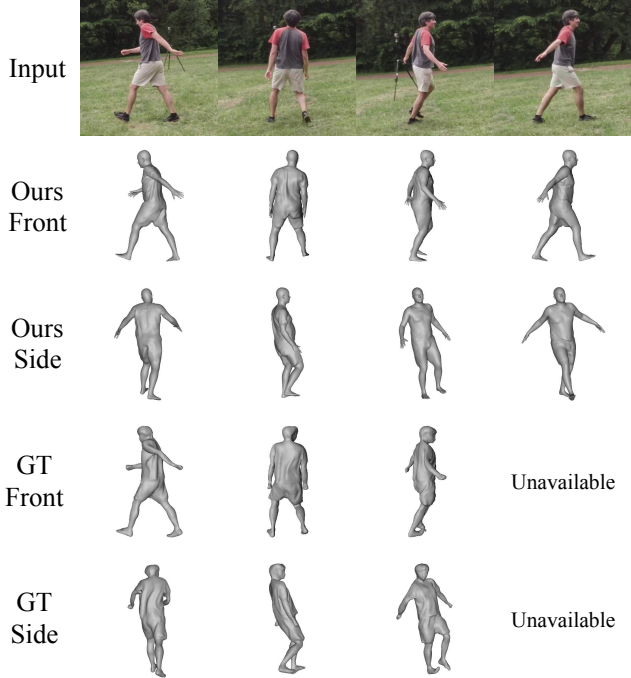 Input
Ours
Front
Ours
Side
GT
Front
Unavailable
GT
Side
Unavailable